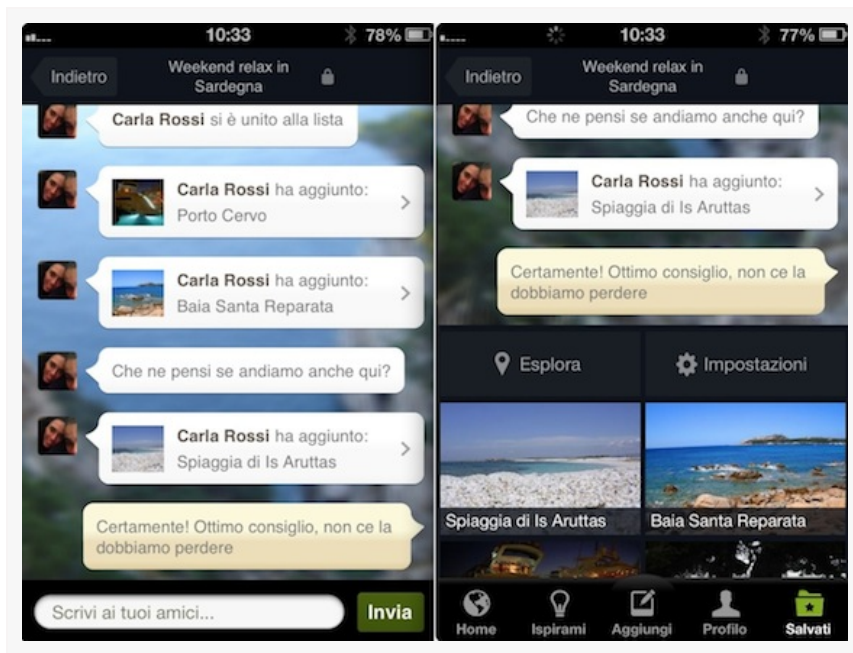 10:33
78%
Indietro
Weekend relax in
Sardegna
Carla Rossi si è unito alla lista
Carla Rossi ha aggiunto:
Porto Cervo
Carla Rossi ha aggiunto:
Baia Santa Reparata
Che ne pensi se andiamo anche qui?
Carla Rossi ha aggiunto:
Spiaggia di Is Aruttas
Certamente! Ottimo consiglio, non ce la
dobbiamo perdere
Scrivi ai tuoi amici...
Invia
10:33
77%
Indietro
Weekend relax in
Sardegna
Che ne pensi se andiamo anche qui?
Carla Rossi ha aggiunto:
Spiaggia di Is Aruttas
Certamente! Ottimo consiglio, non ce la
dobbiamo perdere
Esplora
Impostazioni
Spiaggia di Is Aruttas
Baia Santa Reparata
Home
Ispirami
Aggiungi
Profilo
Salvati